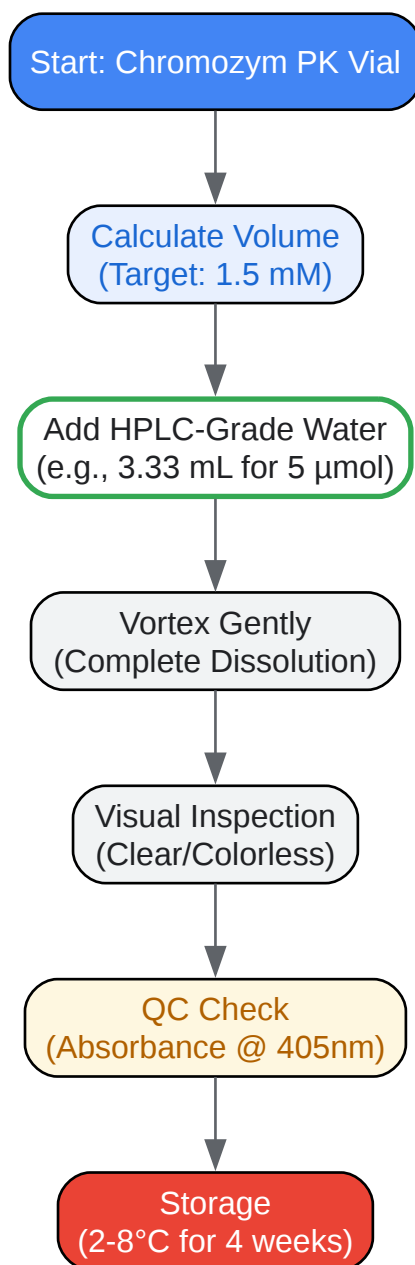 Start: Chromozym PK Vial
Calculate Volume
(Target: 1.5 mM)
Add HPLC-Grade Water
(e.g., 3.33 mL for 5 µmol)
Vortex Gently
(Complete Dissolution)
Visual Inspection
(Clear/Colorless)
QC Check
(Absorbance @ 405nm)
Storage
(2-8°C for 4 weeks)